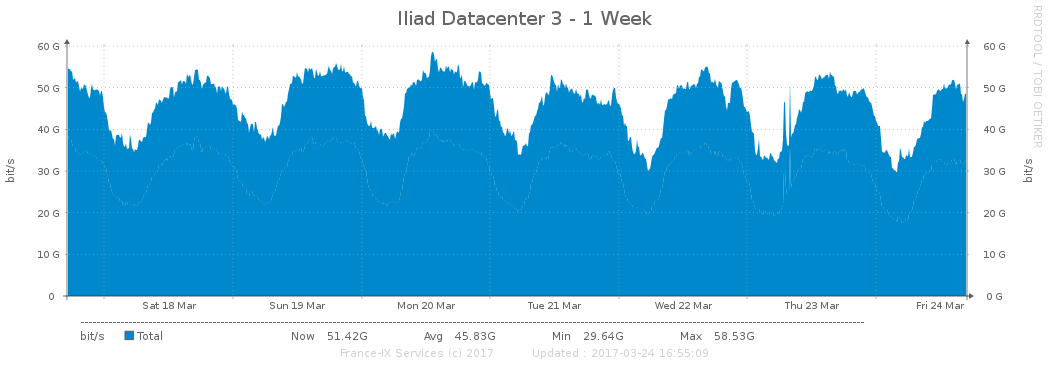 Iliad Datacenter 3 - 1 Week
RRDTOOL / TOBI OETIKER
60 G 60 G
50 G 50 G
40 G 40 G
30 G 30 G
20 G 20 G
10 G 10 G
0 0 G
bit/s bit/s
Sat 18 Mar Sun 19 Mar Mon 20 Mar Tue 21 Mar Wed 22 Mar Thu 23 Mar Fri 24 Mar
bit/s Total Now 51.42G Avg 45.83G Min 29.64G Max 58.53G
France-IX Services (c) 2017 Updated : 2017-03-24 16:55:09